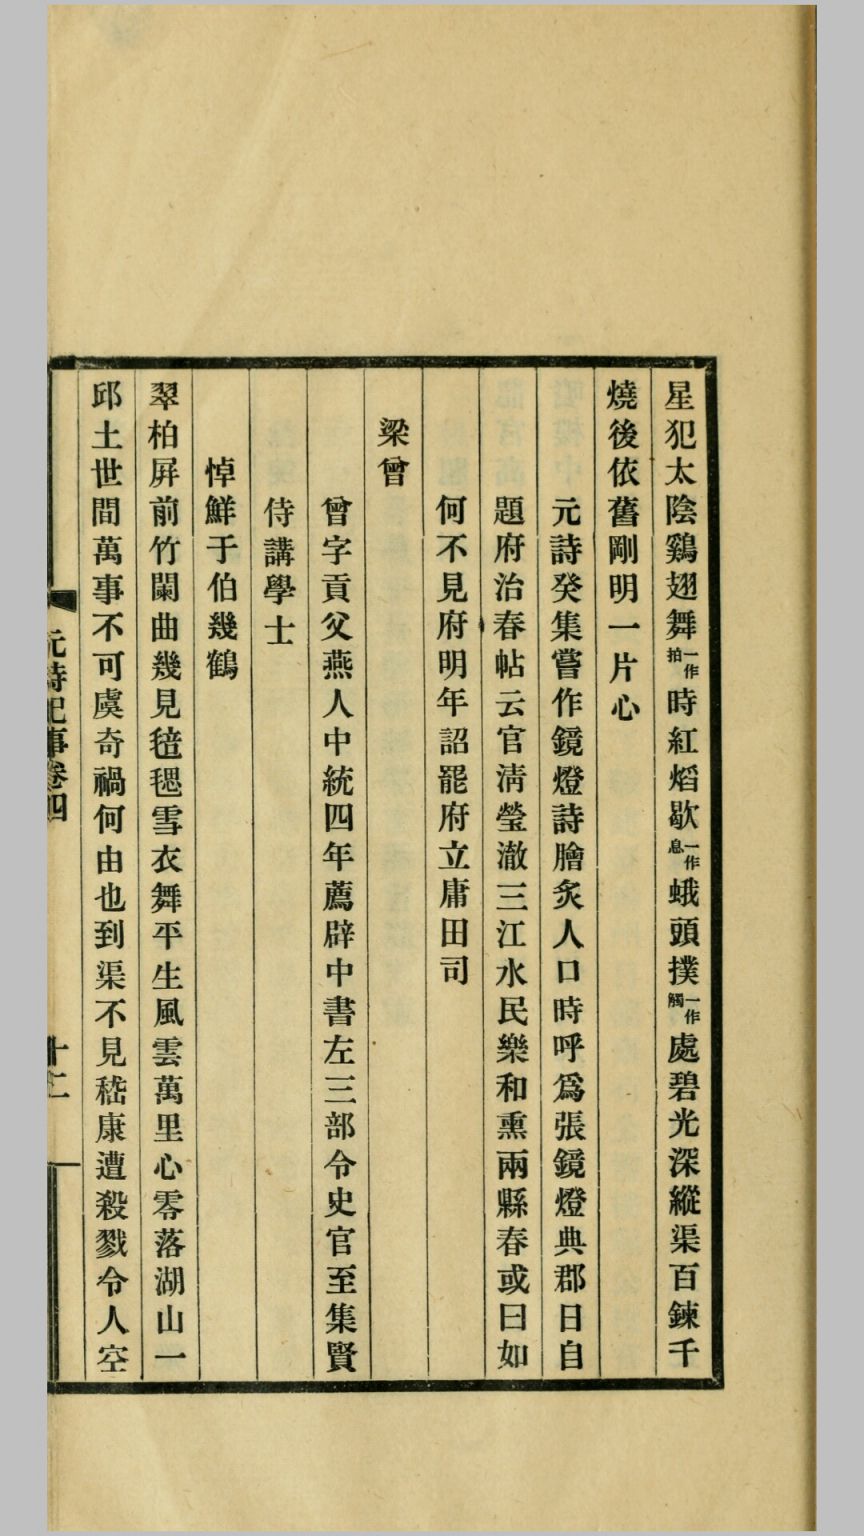 星犯太陰鷄翅舞一作拍時紅熖歇一作息蛾頭撲一作觸處碧光深縱渠百鍊千
燒後依舊剛明一片心
元詩癸集嘗作鏡燈詩膾炙人口時呼爲張鏡燈典郡日自
題府治春帖云官淸瑩澈三江水民樂和熏兩縣春或曰如
何不見府明年詔罷府立庸田司
梁曾
曾字貢父燕人中統四年薦辟中書左三部令史官至集賢
侍講學士
悼鮮于伯幾鶴
翠柏屛前竹闌曲幾見毰毸雪衣舞平生風雲萬里心零落湖山一
邱土世間萬事不可虞奇禍何由也到渠不見嵇康遭殺戮令人空
元詩紀事卷四
十二